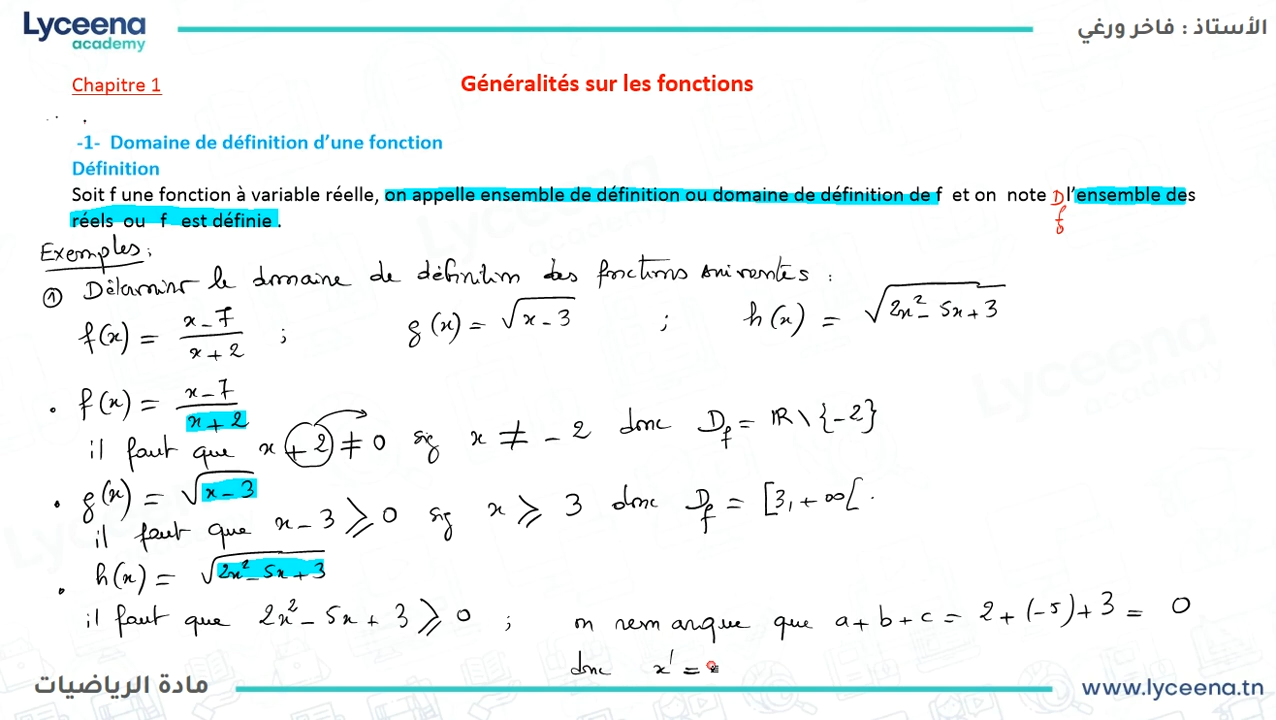 Lyceena
academy
الأستاذ : فاخر ورغي
Chapitre 1
Généralités sur les fonctions
-1- Domaine de définition d’une fonction
Définition
Soit f une fonction à variable réelle, on appelle ensemble de définition ou domaine de définition de f et on note D_f l’ensemble des
réels ou f est définie .
Exemples :
① Déterminer le domaine de définition des fonctions suivantes :
f(x) = (x-7)/(x+2) ; g(x) = √(x-3) ; h(x) = √(2x²-5x+3)
• f(x) = (x-7)/(x+2)
il faut que x+2 ≠ 0 sig x ≠ -2 donc D_f = IR \ {-2}
• g(x) = √(x-3)
il faut que x-3 ⩾ 0 sig x ⩾ 3 donc D_f = [3, +∞[ .
• h(x) = √(2x²-5x+3)
il faut que 2x²-5x+3 ⩾ 0 ; on remarque que a+b+c = 2+(-5)+3 = 0
donc x' =
مادة الرياضيات
www.lyceena.tn